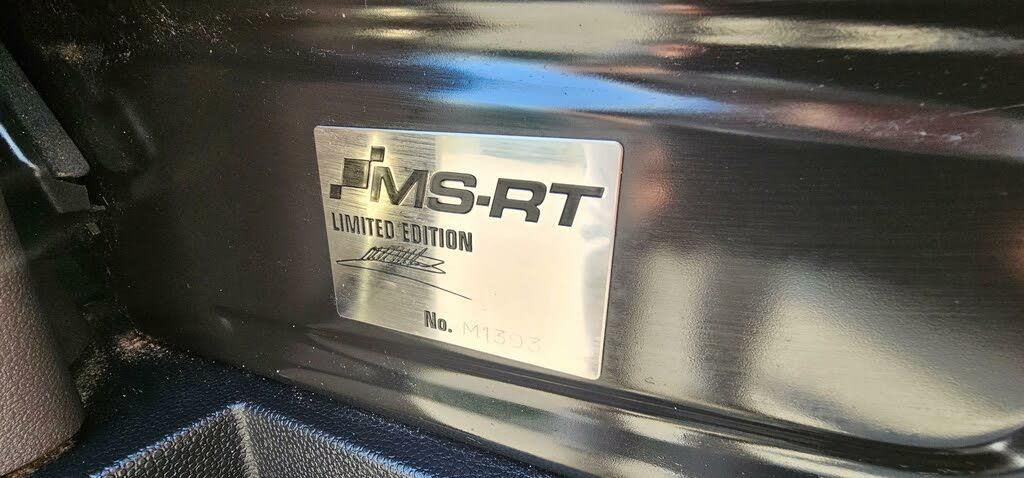 MS-RT
LIMITED EDITION
No. M1393